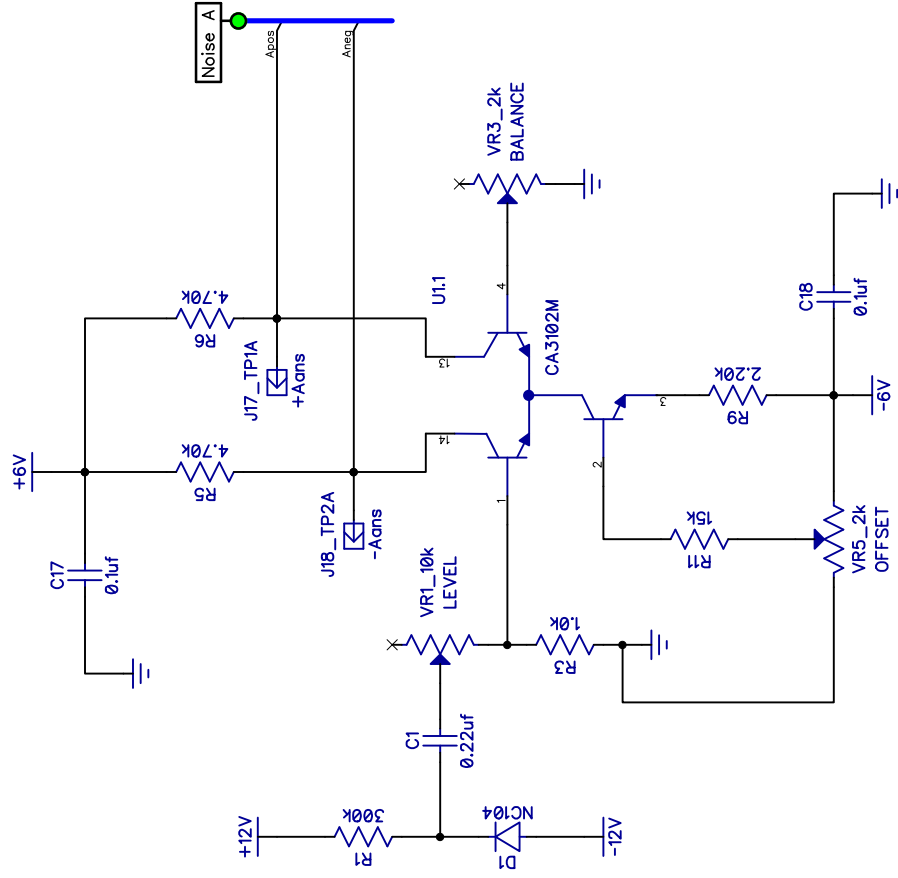 Noise A
Apos
Aneg
VR3_2k
BALANCE
4.70k
R6
J17_TP1A
+Aans
U1.1
4
13
CA3102M
C18
0.1uf
+6V
4.70k
R5
J18_TP2A
-Aans
14
1
2
3
2.20k
R9
-6V
C17
0.1uf
VR1_10k
LEVEL
15k
R11
VR5_2k
OFFSET
1.0k
R3
C1
0.22uf
+12V
300k
R1
NC104
D1
-12V